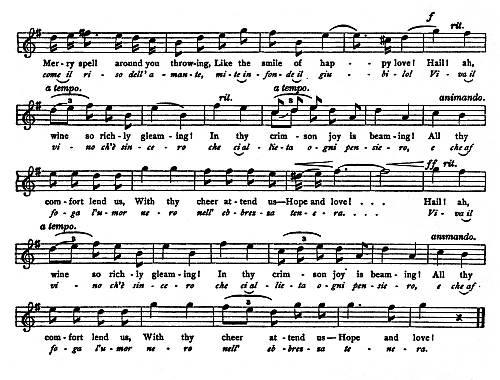 f rit.
Mer-ry spell around you throw-ing, Like the smile of hap - py love! Hail! ah,
come il ri - so dell' a - man-te, mi-te in-fon-de il giu - bi-lo! Vi-va il
a tempo. rit. a tempo. animando.
wine so rich-ly gleam-ing! In thy crim-son joy is beam-ing! All thy
vi-no ch'è sin-ce-ro che ci al-lie-ta o-gni pen-sie-ro, e che af
ff rit.
com-fort lend us, With thy cheer at-tend us—Hope and love! . . . Hail! ah,
fo-ga l'u-mor ne-ro nell' eb-bres-za ten-e-ra. . . . Vi-va il
a tempo. animando.
wine so rich-ly gleaming! In thy crim-son joy is beam-ing! All thy
vi-no ch'è sin-ce-ro che ci al-lie-ta o-gni pen-sie-ro, e che af-
com-fort lend us, With thy cheer at-tend us—Hope and love!
fo-ga l'u-mor ne-ro nell' eb-bres-za te-ne-ra.